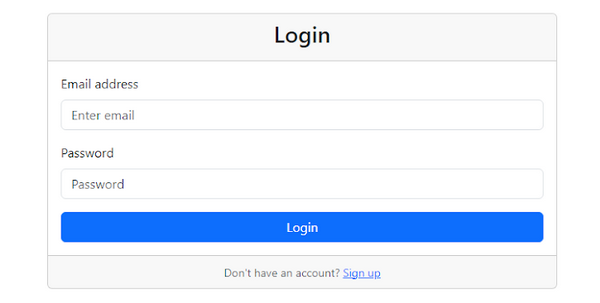 Login
Email address
Enter email
Password
Password
Login
Don't have an account? Sign up